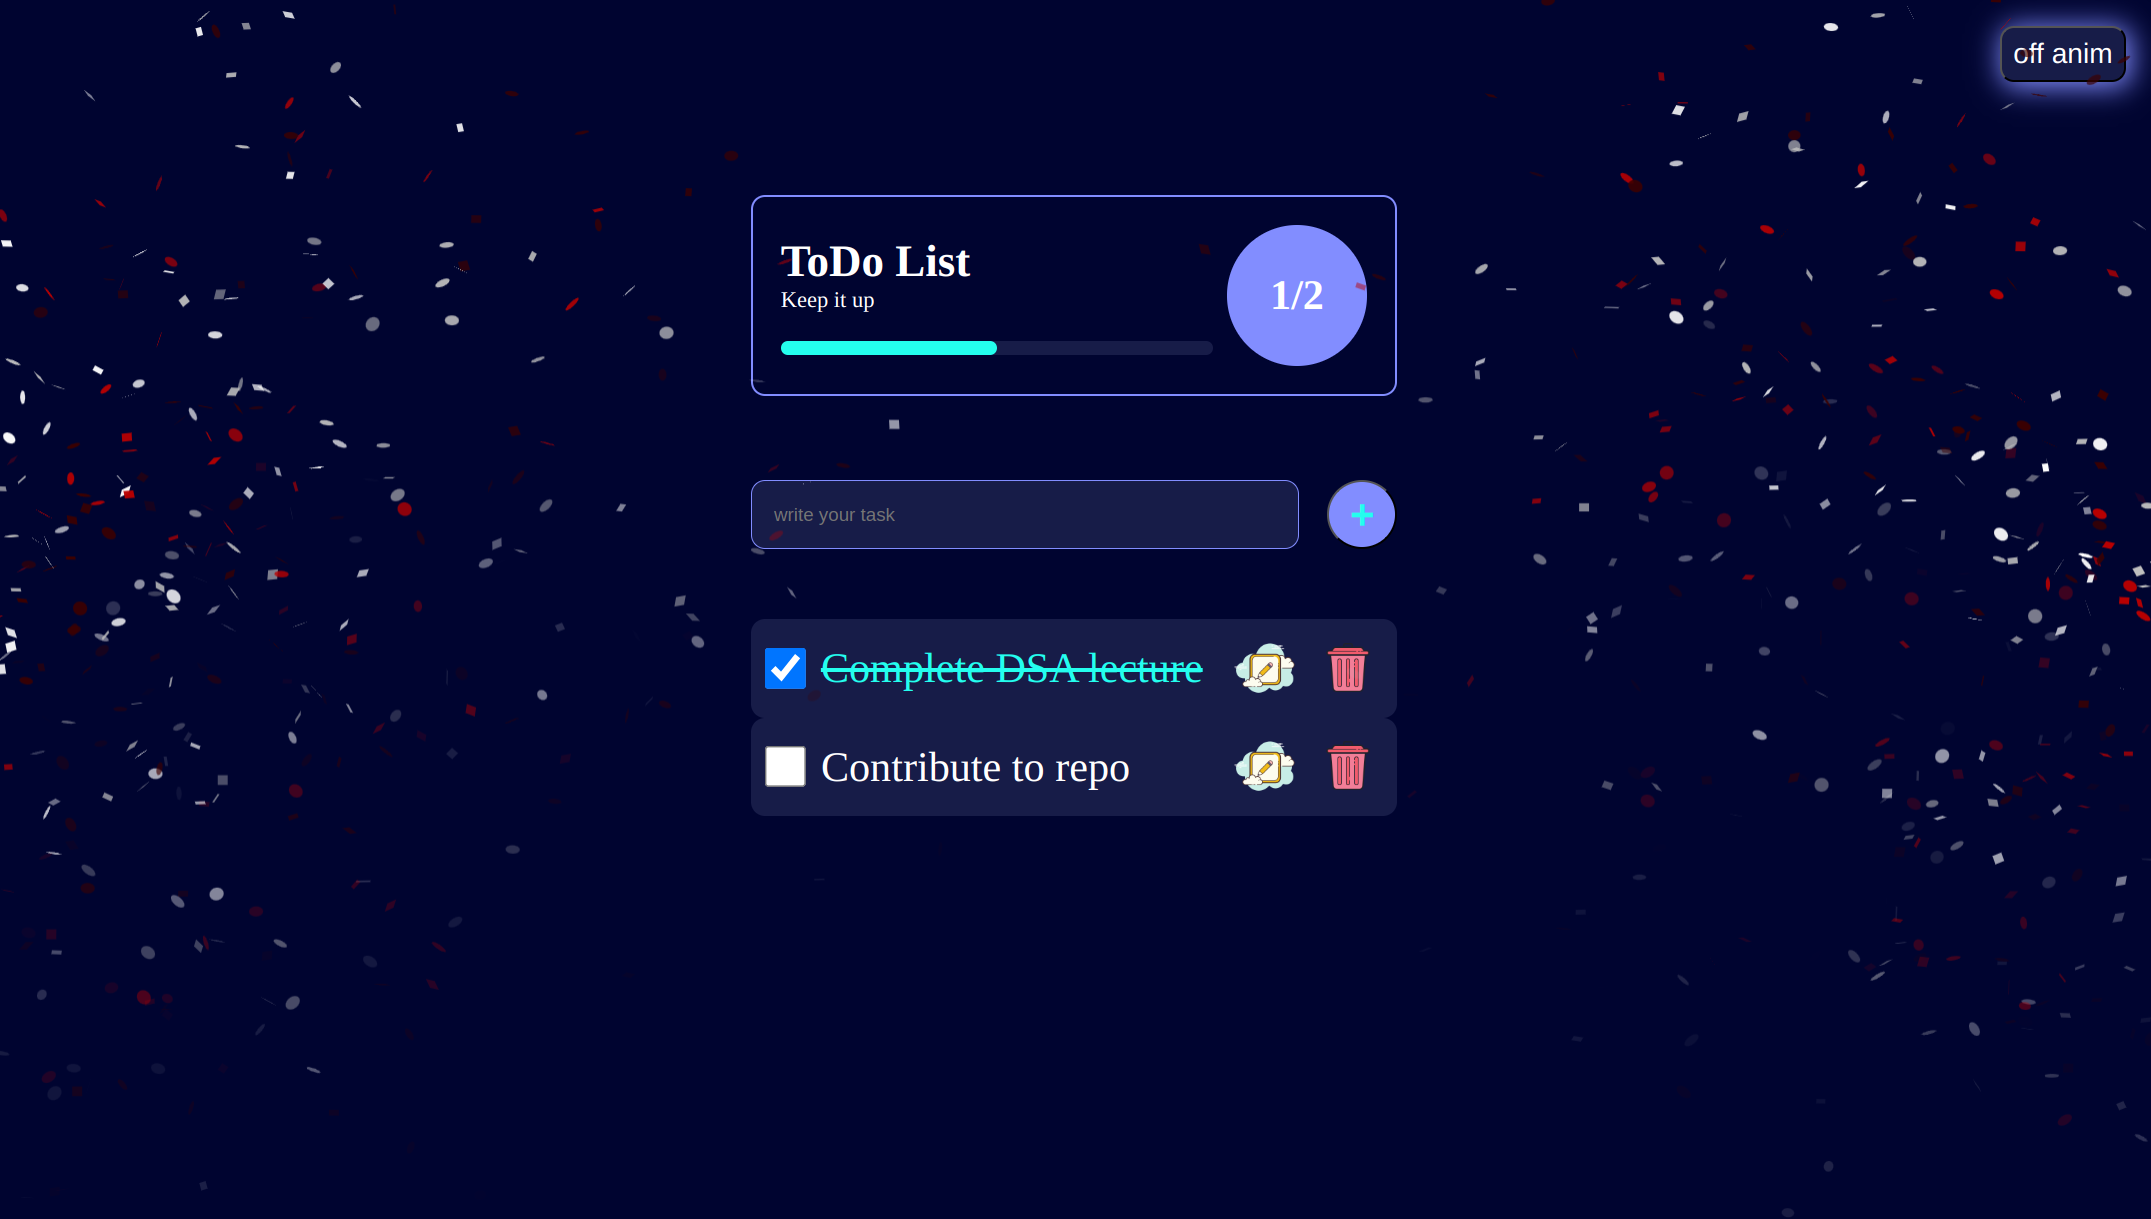 off anim
ToDo List
Keep it up
1/2
write your task
+
Complete DSA lecture
Contribute to repo